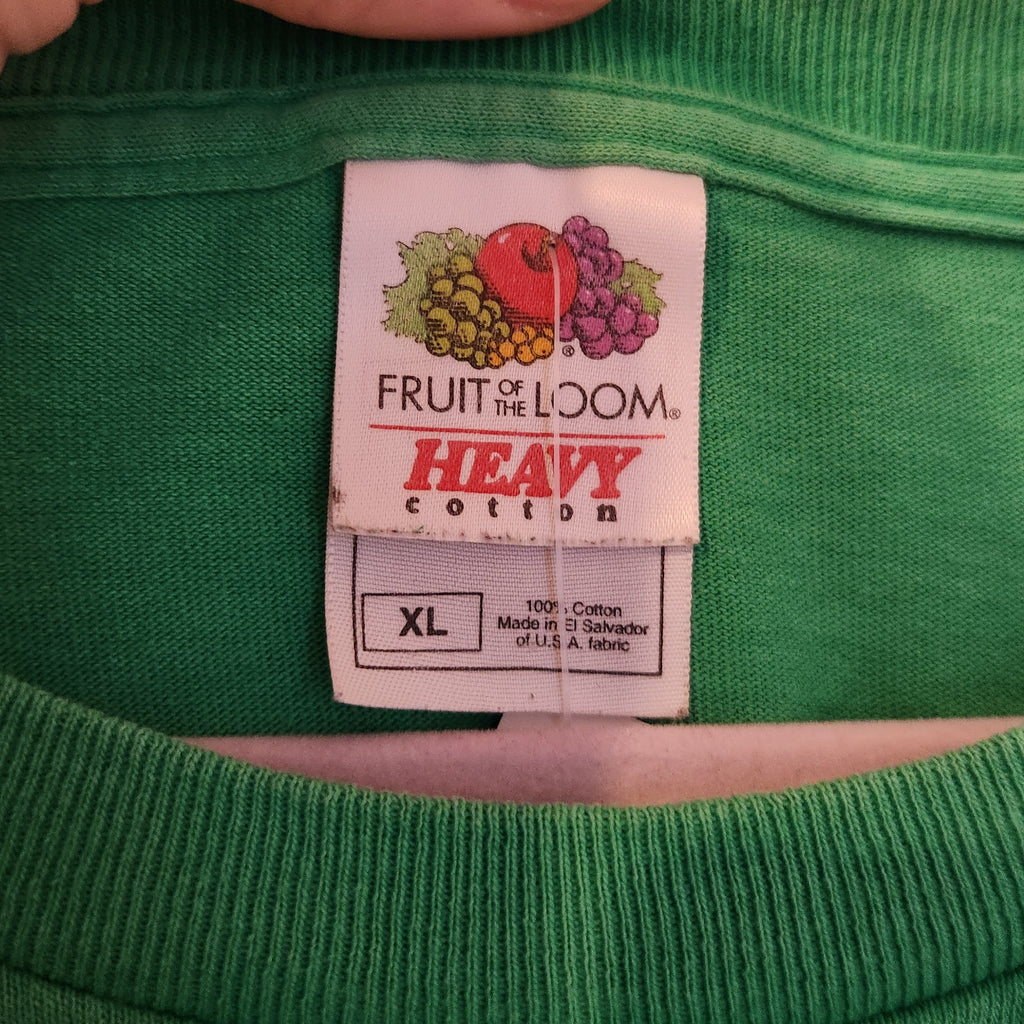 ®
FRUIT OF THE LOOM®
HEAVY
cotton
XL
100% Cotton
Made in El Salvador
of U.S.A. fabric